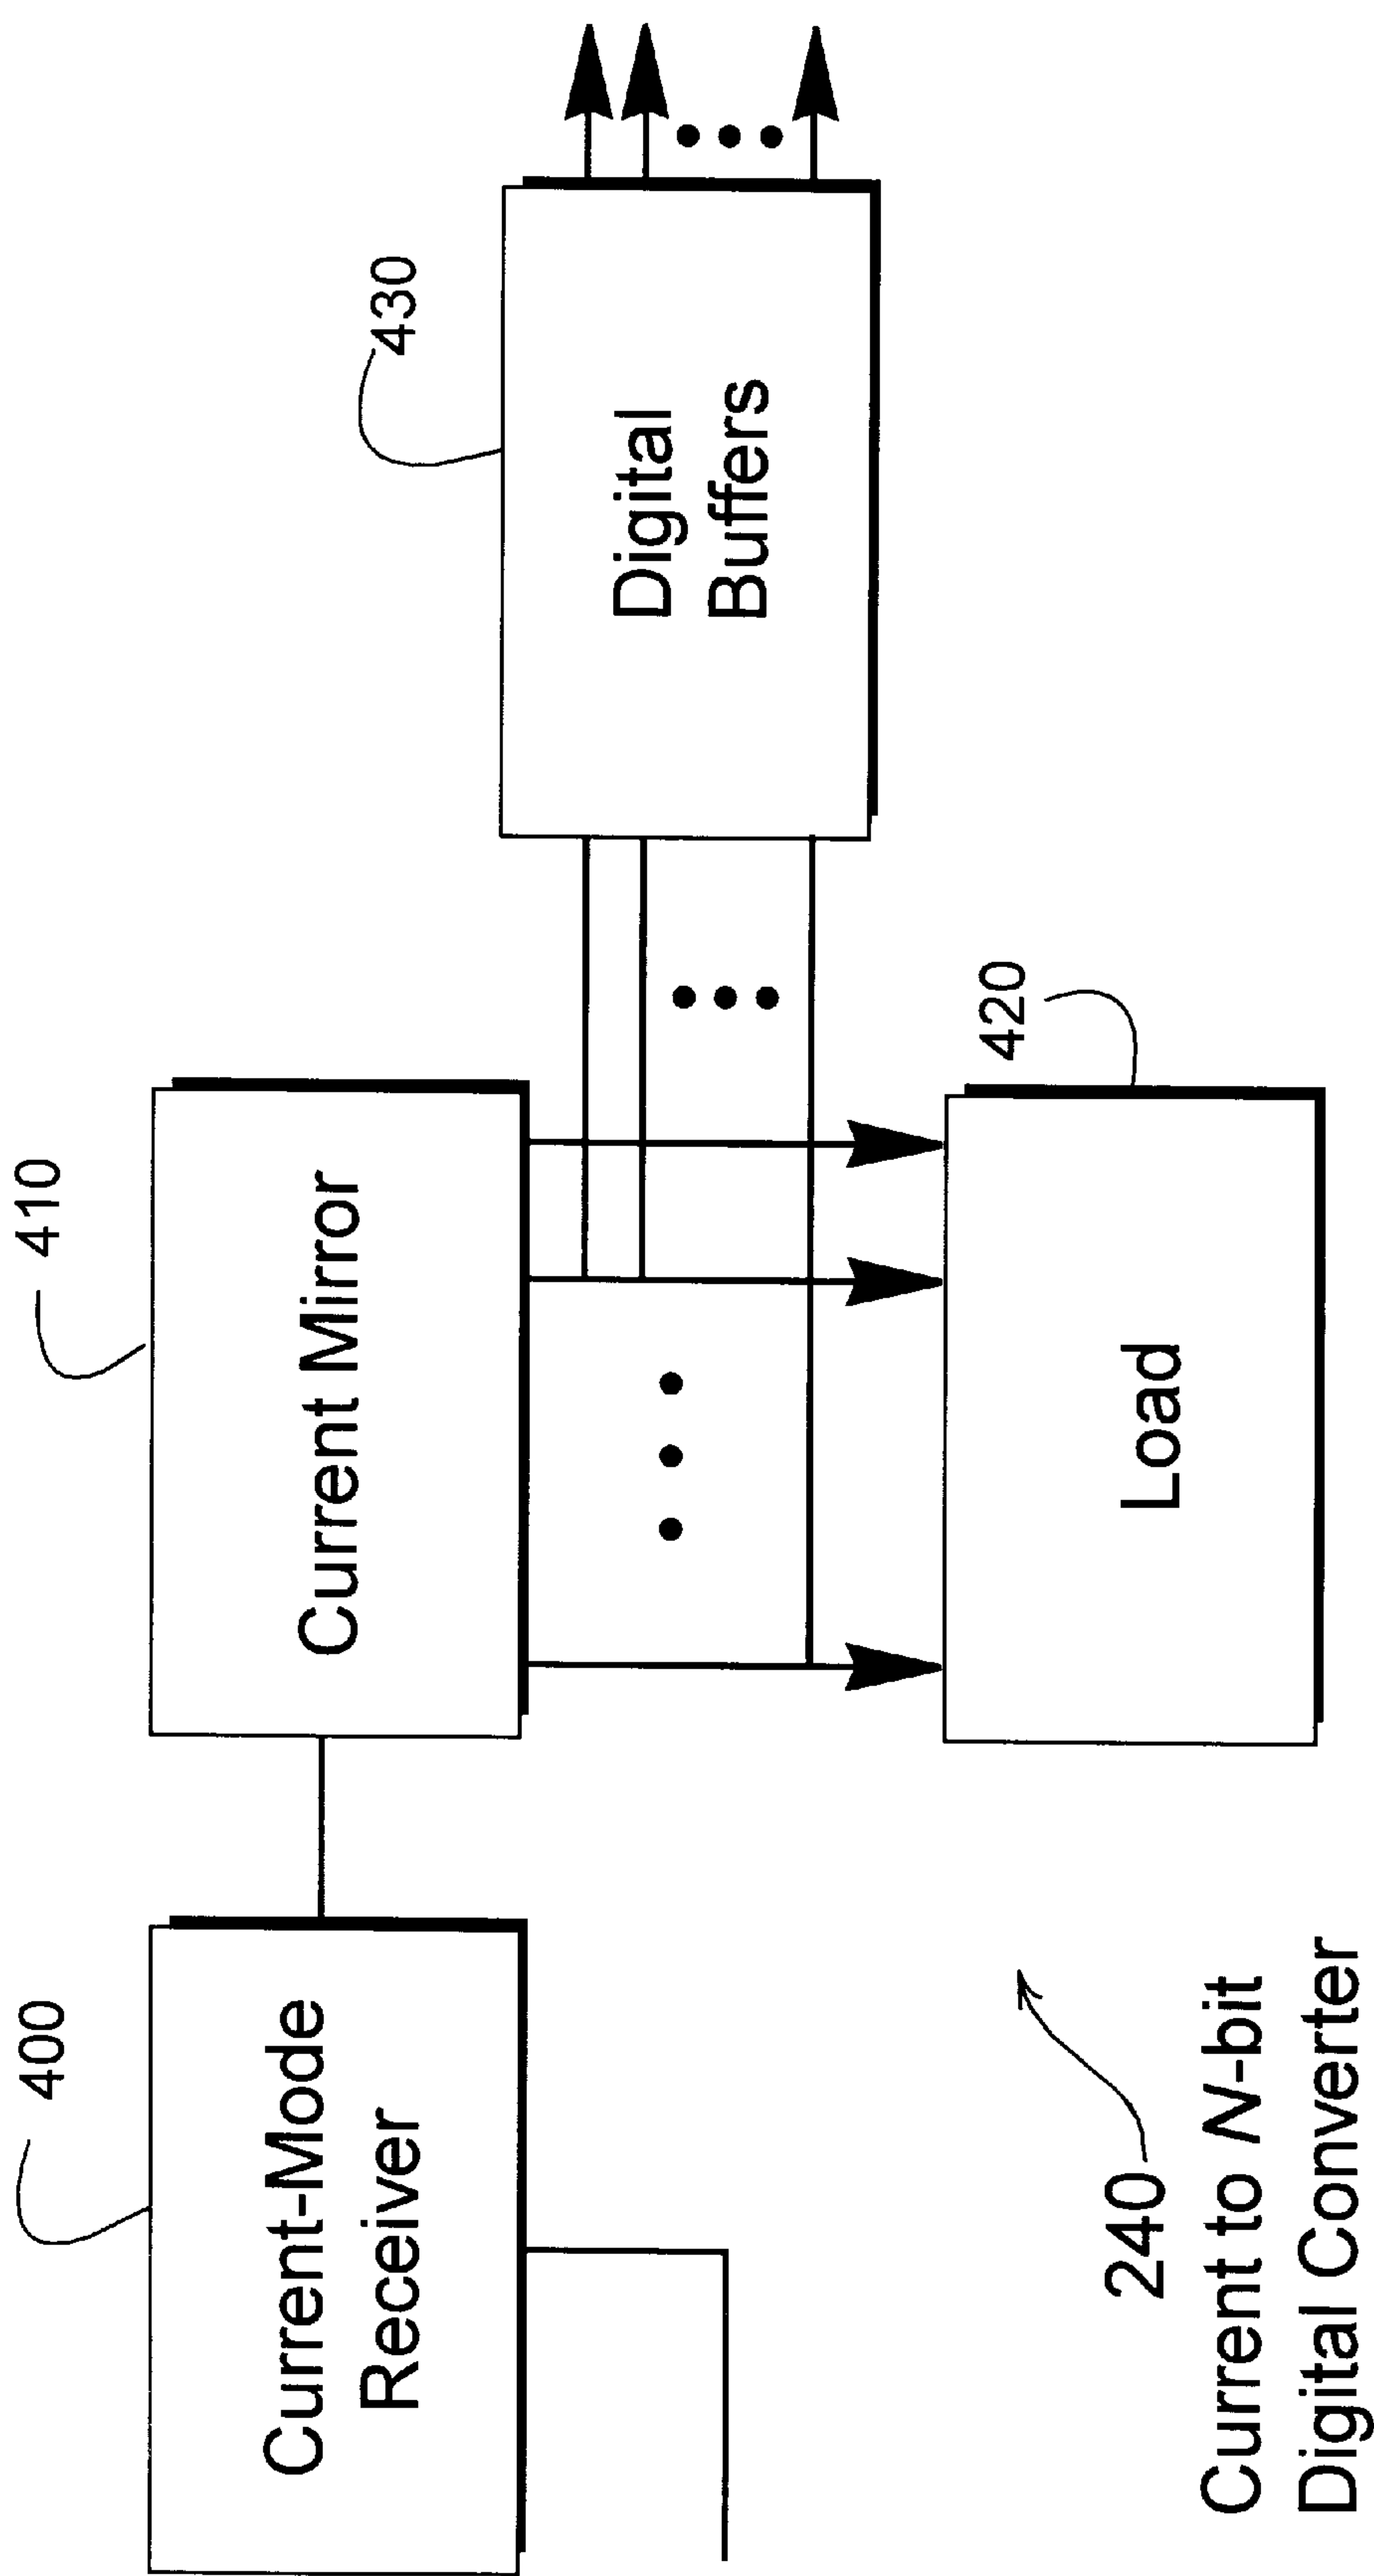 400
Current-Mode
Receiver
410
Current Mirror
430
Digital
Buffers
420
Load
240
Current to N-bit
Digital Converter